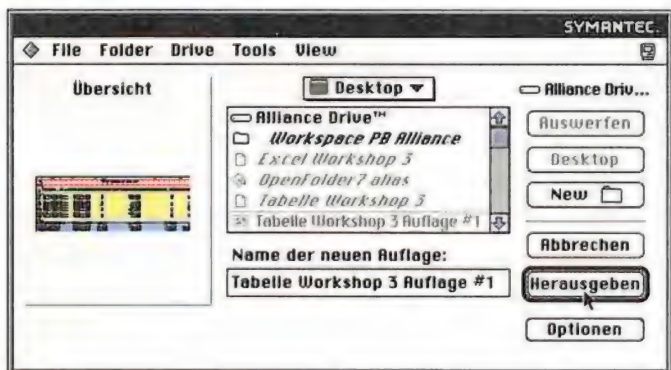 SYMANTEC.
File Folder Drive Tools View
Übersicht
Desktop
Alliance Driv...
Alliance Drive™
Workspace PB Alliance
Excel Workshop 3
OpenFolder7 alias
Tabelle Workshop 3
Tabelle Workshop 3 Auflage #1
Auswerfen
Desktop
New
Name der neuen Auflage:
Tabelle Workshop 3 Auflage #1
Abbrechen
Herausgeben
Optionen